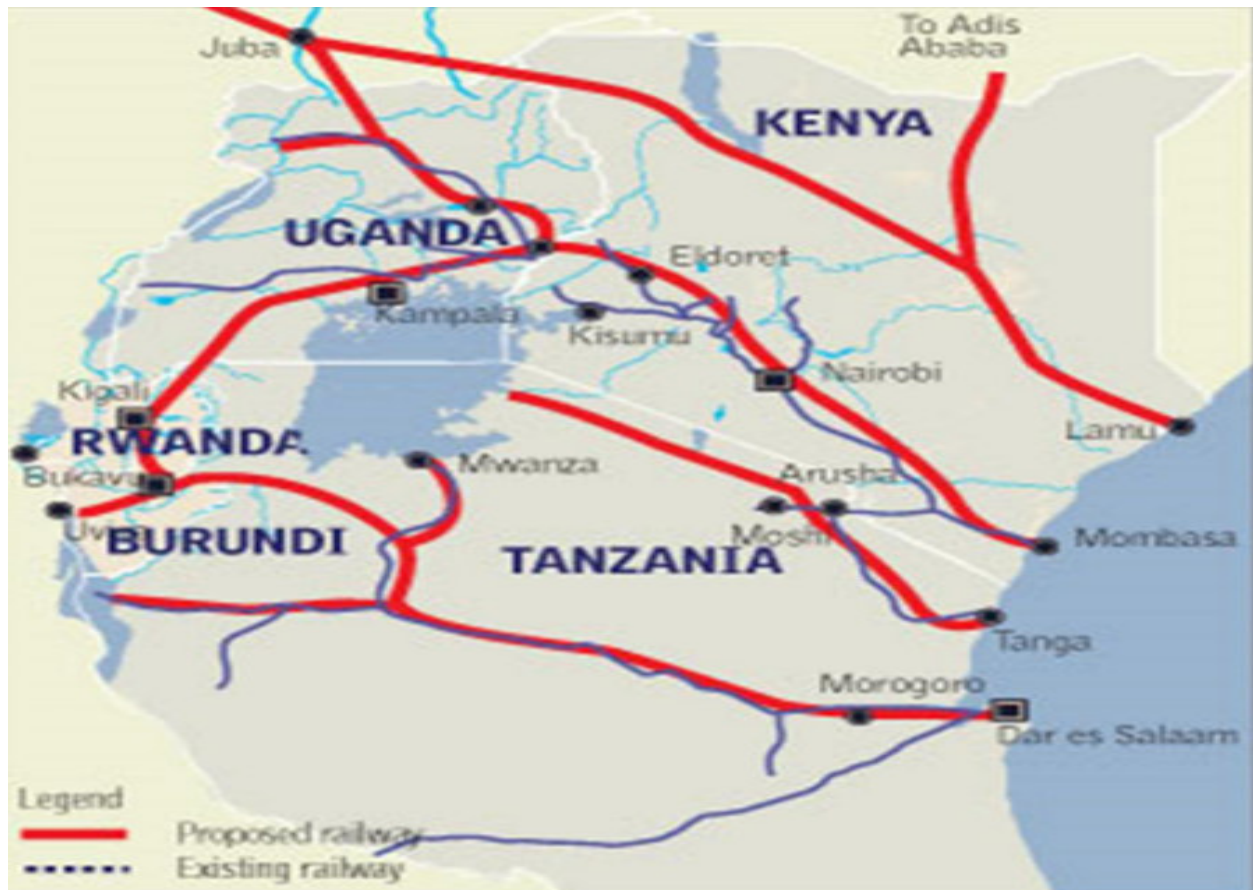 To Adis
Ababa
Juba
KENYA
UGANDA
Eldoret
Kampala
Kisumu
Nairobi
Kigali
RWANDA
Lamu
Bukavu
Mwanza
Arusha
Uvira
BURUNDI
Moshi
Mombasa
TANZANIA
Tanga
Morogoro
Dar es Salaam
Legend
Proposed railway
Existing railway